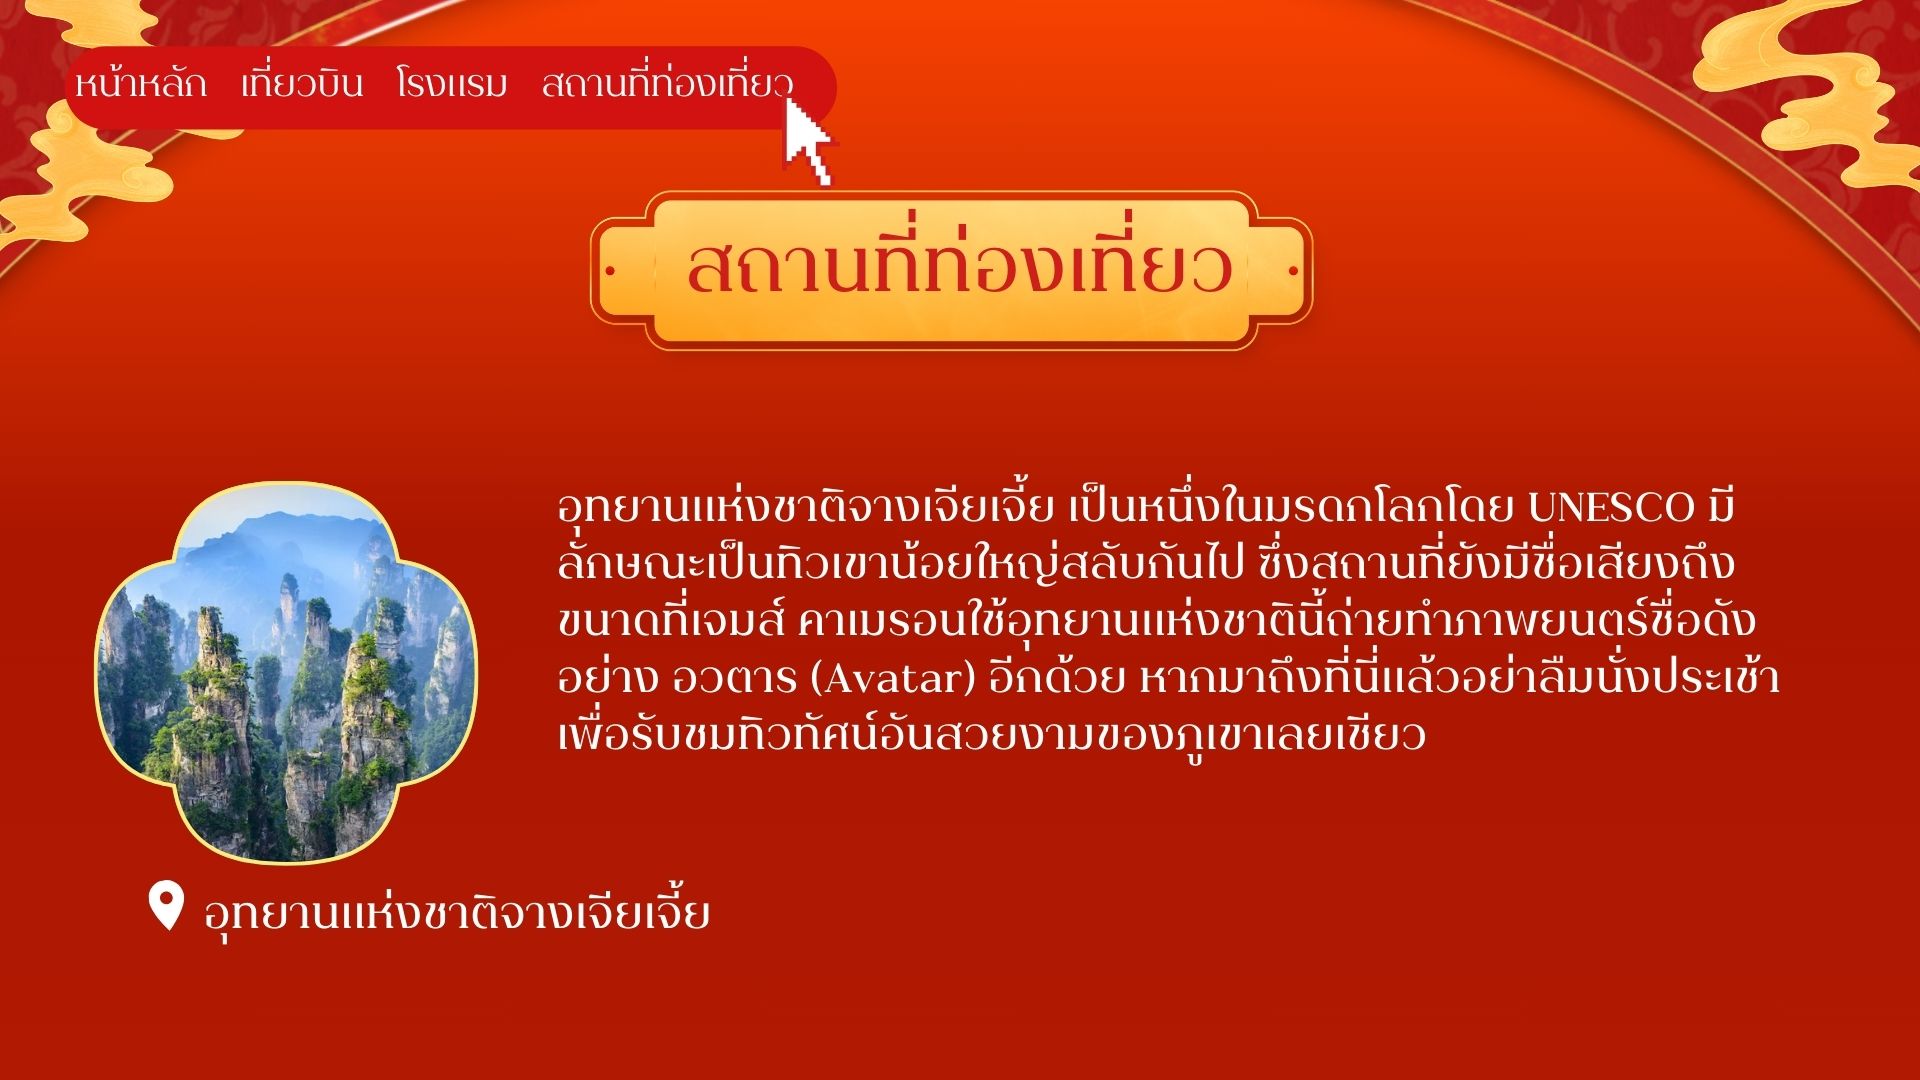 หน้าหลัก เที่ยวบิน โรงแรม สถานที่ท่องเที่ยว
สถานที่ท่องเที่ยว
อุทยานแห่งชาติจางเจียเจี้ย เป็นหนึ่งในมรดกโลกโดย UNESCO มี
ลักษณะเป็นทิวเขาน้อยใหญ่สลับกันไป ซึ่งสถานที่ยังมีชื่อเสียงถึง
ขนาดที่เจมส์ คาเมรอนใช้อุทยานแห่งชาตินี้ถ่ายทำภาพยนตร์ชื่อดัง
อย่าง อวตาร (Avatar) อีกด้วย หากมาถึงที่นี่แล้วอย่าลืมนั่งประเช้า
เพื่อรับชมทิวทัศน์อันสวยงามของภูเขาเลยเชียว
อุทยานแห่งชาติจางเจียเจี้ย